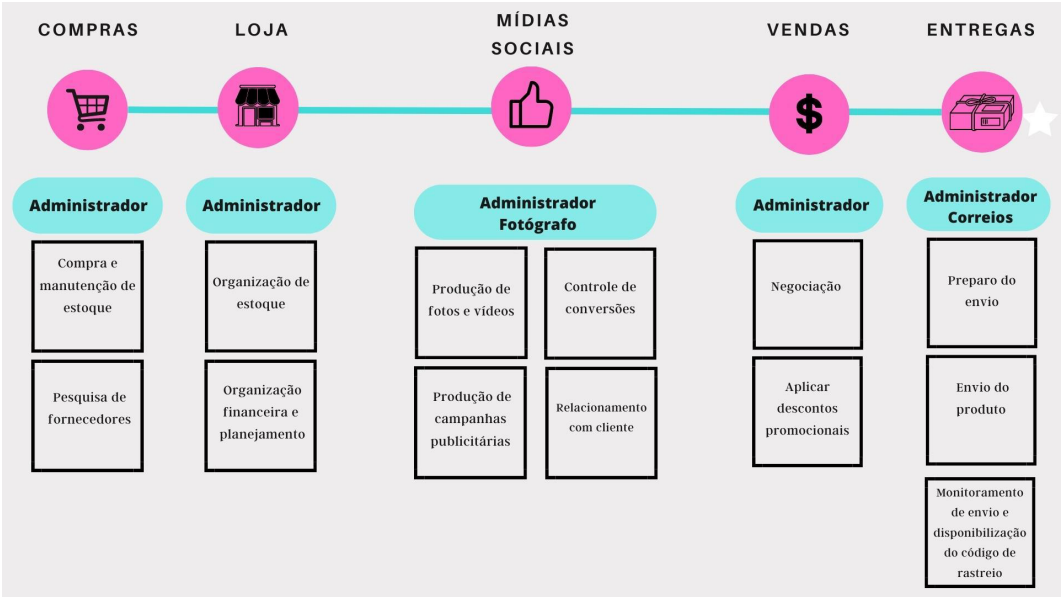 COMPRAS
LOJA
MÍDIAS
SOCIAIS
VENDAS
ENTREGAS
$
Administrador
Administrador
Administrador
Fotógrafo
Administrador
Administrador
Correios
Compra e
manutenção de
estoque
Pesquisa de
fornecedores
Organização de
estoque
Organização
financeira e
planejamento
Produção de
fotos e vídeos
Controle de
conversões
Produção de
campanhas
publicitárias
Relacionamento
com cliente
Negociação
Aplicar
descontos
promocionais
Preparo do
envio
Envio do
produto
Monitoramento
de envio e
disponibilização
do código de
rastreio